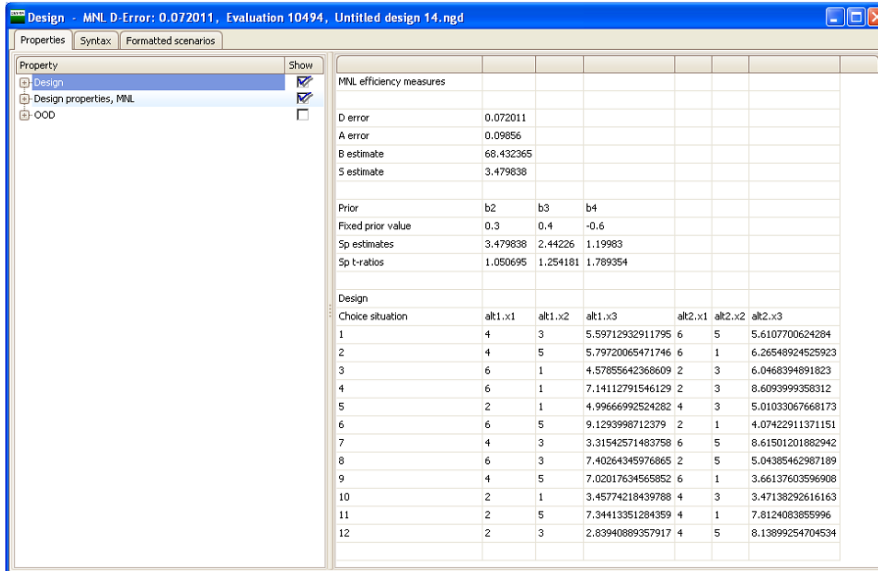 Design - MNL D-Error: 0.072011, Evaluation 10494, Untitled design 14.ngd
Properties Syntax Formatted scenarios
Property Show
Design
Design properties, MNL
OOD
MNL efficiency measures
D error 0.072011
A error 0.09856
B estimate 68.432365
S estimate 3.479838
Prior b2 b3 b4
Fixed prior value 0.3 0.4 -0.6
Sp estimates 3.479838 2.44226 1.19983
Sp t-ratios 1.050695 1.254181 1.789354
Design
Choice situation alt1.x1 alt1.x2 alt1.x3 alt2.x1 alt2.x2 alt2.x3
1 4 3 5.59712932911795 6 5 5.6107700624284
2 4 5 5.79720065471746 6 1 6.26548924525923
3 6 1 4.57855642368609 2 3 6.0468394891823
4 6 1 7.14112791546129 2 3 8.6093999358312
5 2 1 4.99666992524282 4 3 5.01033067668173
6 6 5 9.1293998712379 2 1 4.07422911371151
7 4 3 3.31542571483758 6 5 8.61501201882942
8 6 3 7.40264345976865 2 5 5.04385462987189
9 4 5 7.02017634565852 6 1 3.66137603596908
10 2 1 3.45774218439788 4 3 3.47138292616163
11 2 5 7.34413351284359 4 1 7.8124083855996
12 2 3 2.83940889357917 4 5 8.13899254704534